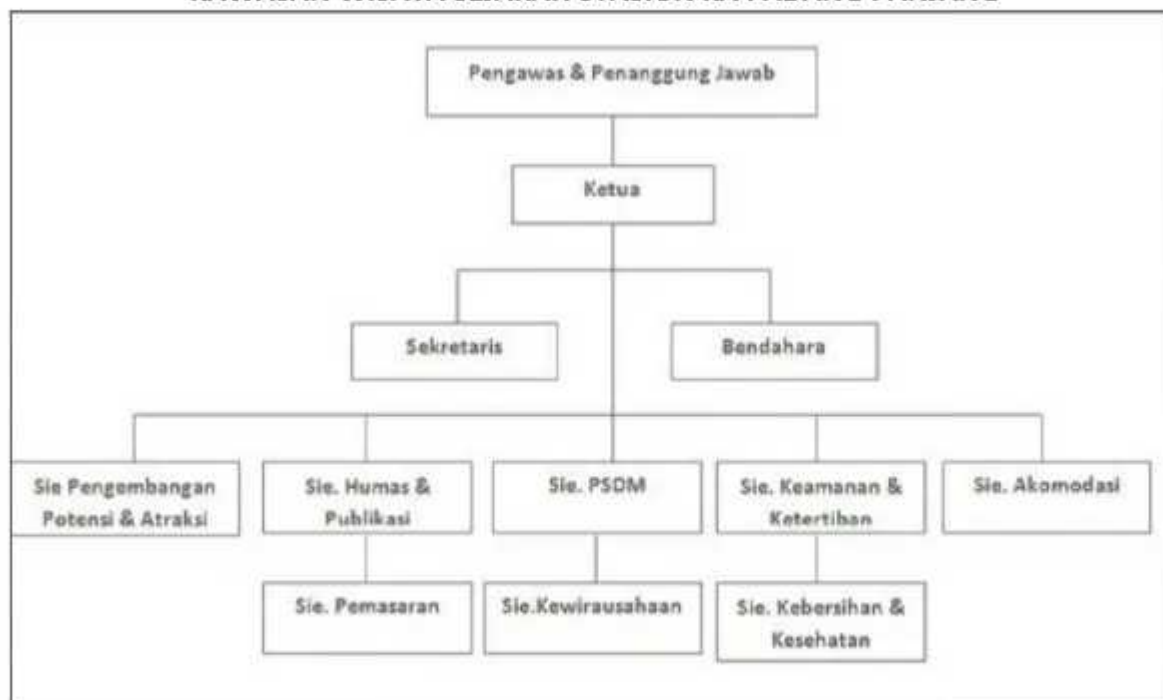 Pengawas & Penanggung Jawab
Ketua
Sekretaris
Bendahara
Sie Pengembangan
Potensi & Atraksi
Sie. Humas &
Publikasi
Sie. PSDM
Sie. Keamanan &
Ketertiban
Sie. Akomodasi
Sie. Pemasaran
Sie.Kewirausahaan
Sie. Kebersihan &
Kesehatan